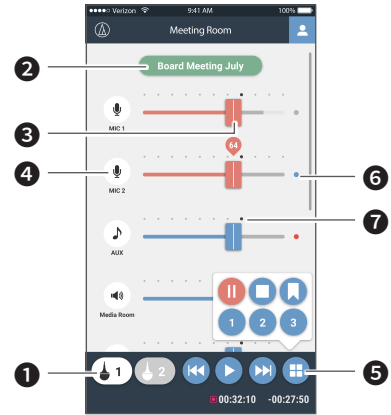 Verizon 9:41 AM 100%
Meeting Room
2 Board Meeting July
MIC 1
3
64
4 6
MIC 2
7
AUX
Media Room
1 2 3
1 1 2 5
00:32:10 -00:27:50